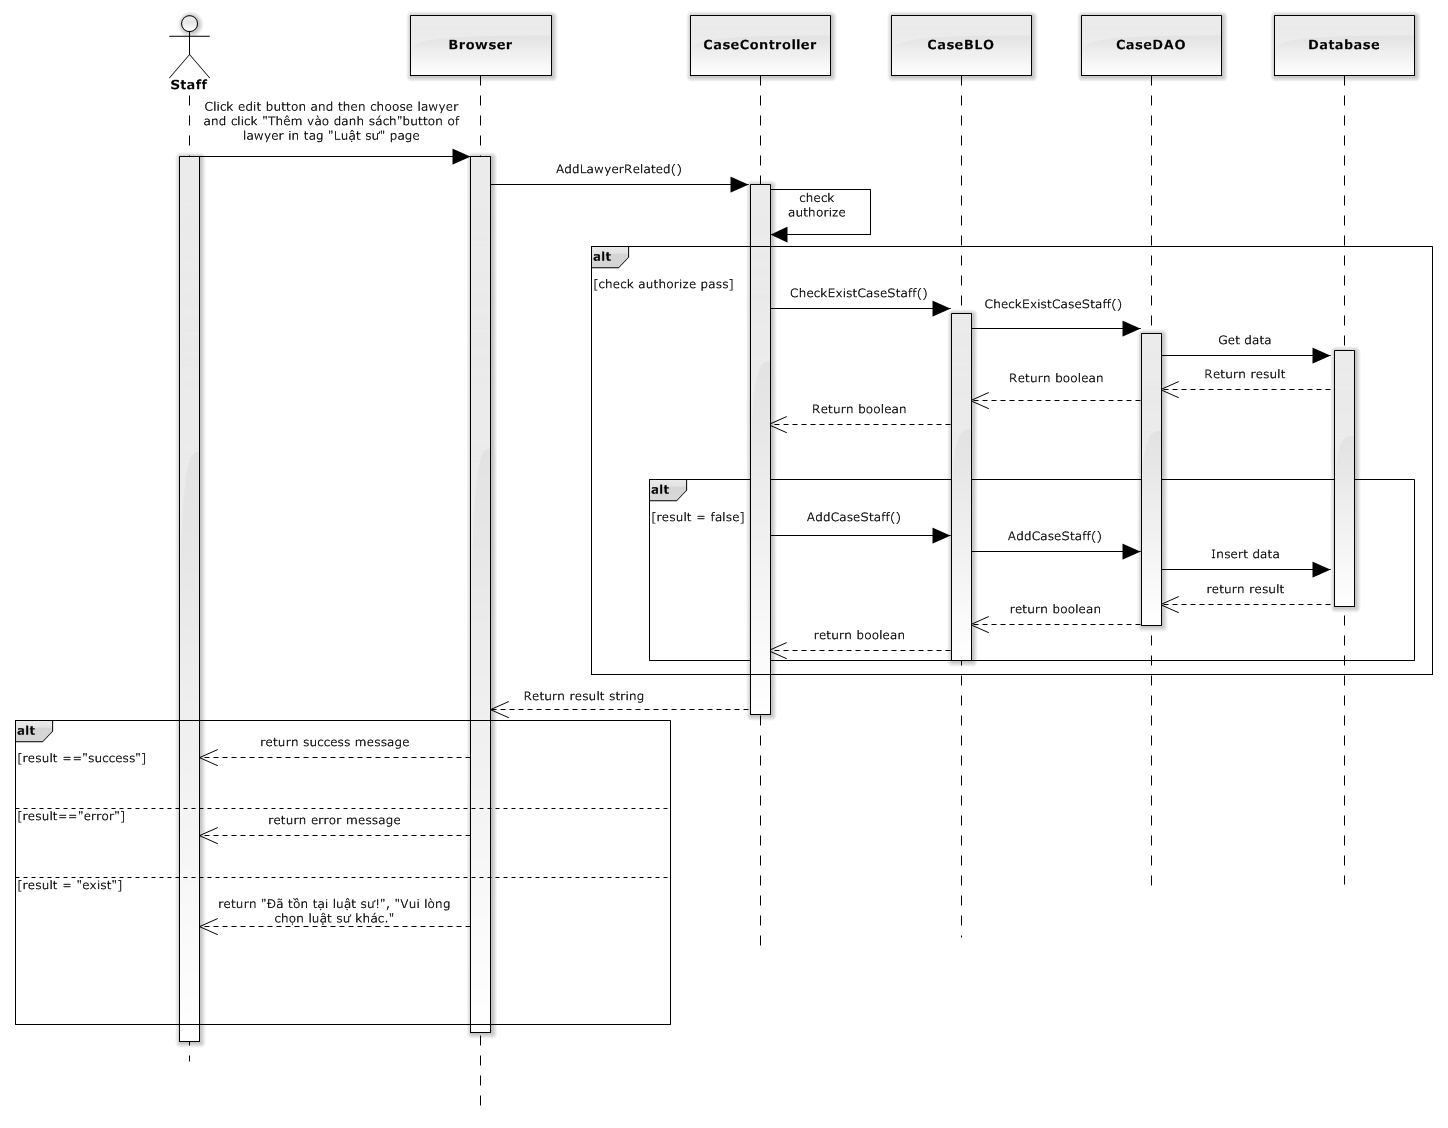 Staff
Browser
CaseController
CaseBLO
CaseDAO
Database
Click edit button and then choose lawyer
and click "Thêm vào danh sách"button of
lawyer in tag "Luật sư" page
AddLawyerRelated()
check
authorize
alt
[check authorize pass]
CheckExistCaseStaff()
CheckExistCaseStaff()
Get data
Return result
Return boolean
Return boolean
alt
[result = false]
AddCaseStaff()
AddCaseStaff()
Insert data
return result
return boolean
return boolean
Return result string
alt
[result =="success"]
return success message
[result=="error"]
return error message
[result = "exist"]
return "Đã tồn tại luật sư!", "Vui lòng
chọn luật sư khác."